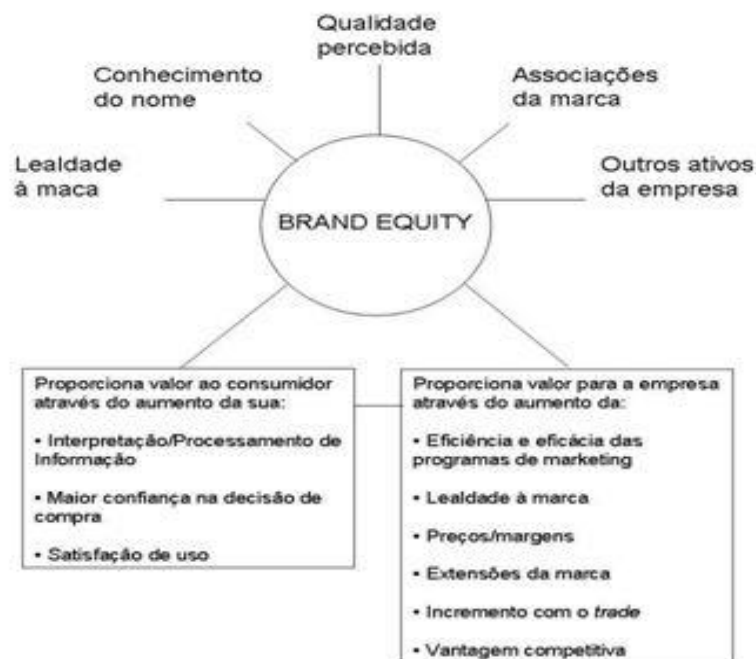 Qualidade
percebida
Conhecimento
do nome
Associações
da marca
Lealdade
à maca
Outros ativos
da empresa
BRAND EQUITY
Proporciona valor ao consumidor
através do aumento da sua:
• Interpretação/Processamento de
Informação
• Maior confiança na decisão de
compra
• Satisfação de uso
Proporciona valor para a empresa
através do aumento da:
• Eficiência e eficácia das
programas de marketing
• Lealdade à marca
• Preços/margens
• Extensões da marca
• Incremento com o trade
• Vantagem competitiva